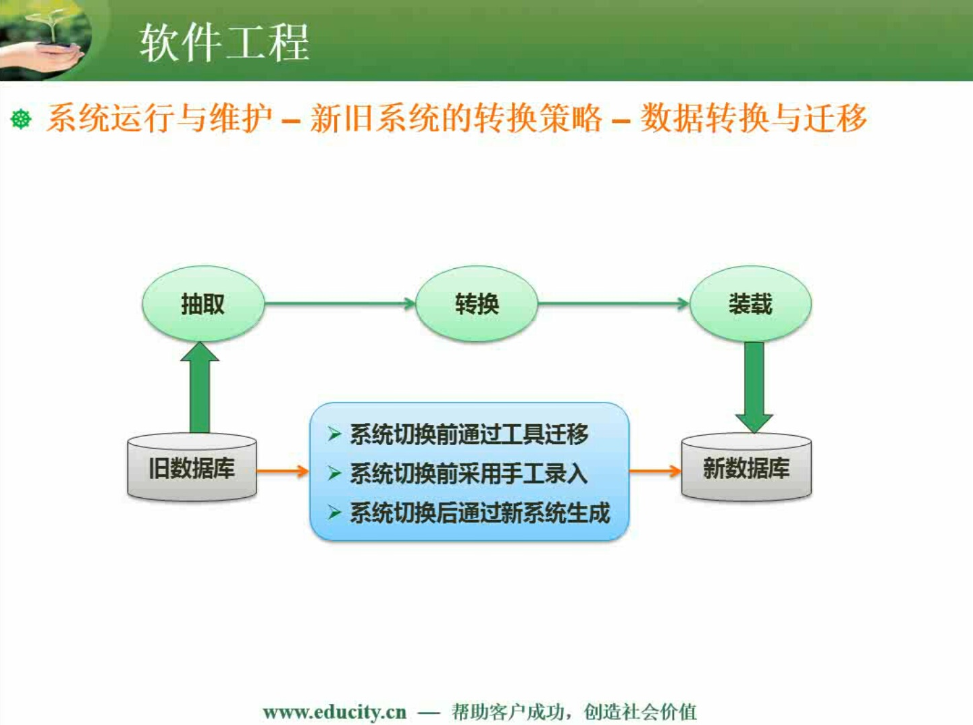 软件工程
系统运行与维护 – 新旧系统的转换策略 – 数据转换与迁移
抽取
转换
装载
旧数据库
系统切换前通过工具迁移
系统切换前采用手工录入
系统切换后通过新系统生成
新数据库
www.educity.cn — 帮助客户成功，创造社会价值